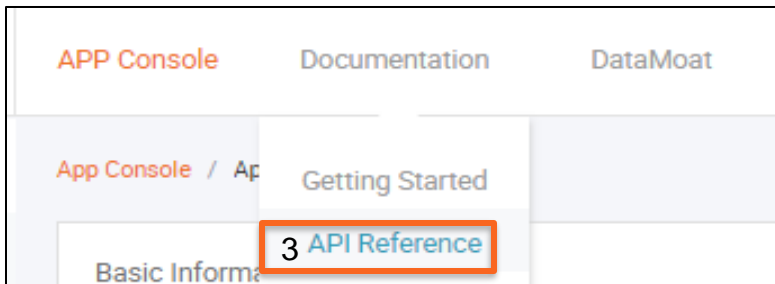 APP Console Documentation DataMoat
App Console / Ap
Getting Started
3 API Reference
Basic Informa